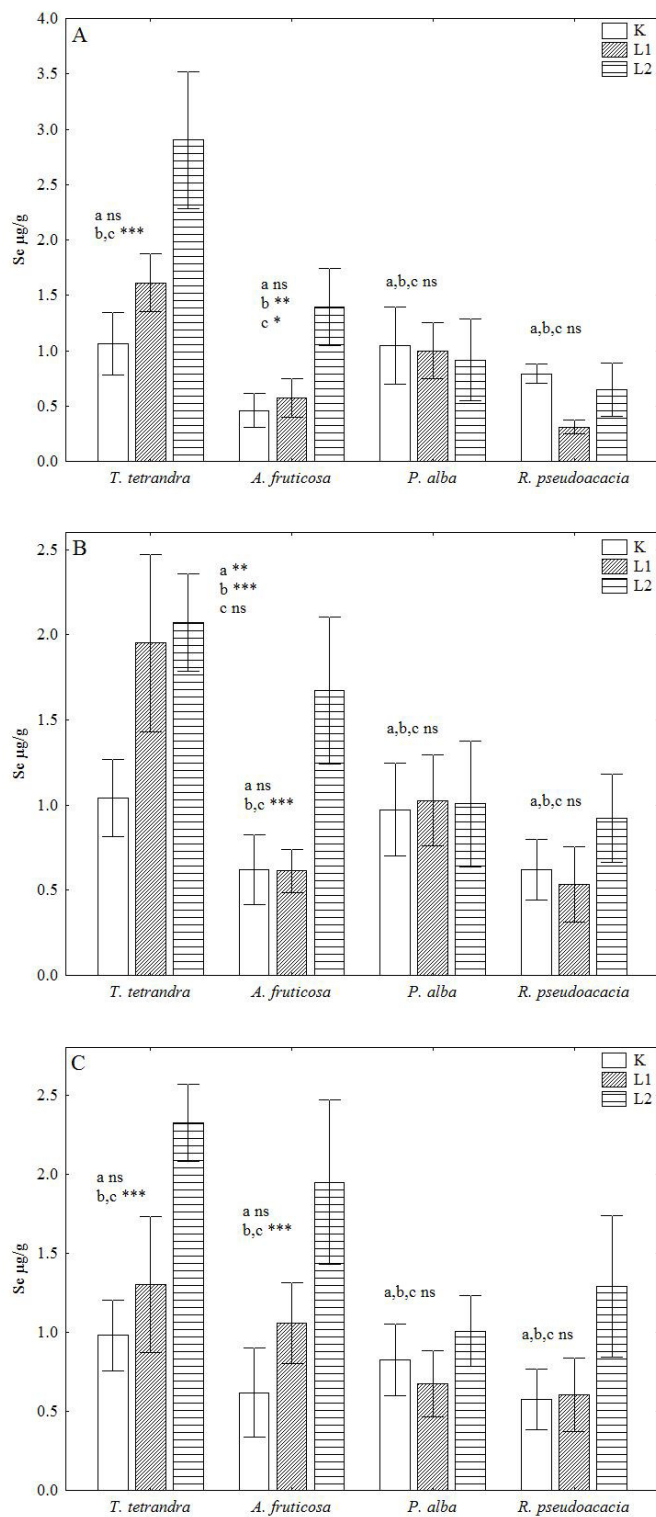 A
K
L1
L2
4.0
3.5
3.0
2.5
2.0
1.5
1.0
0.5
0.0
Se µg/g
a ns
b,c ***
a ns
b **
c *
a,b,c ns
a,b,c ns
T. tetrandra A. fruticosa P. alba R. pseudoacacia
B
K
L1
L2
2.5
2.0
1.5
1.0
0.5
0.0
Se µg/g
a **
b ***
c ns
a ns
b,c ***
a,b,c ns
a,b,c ns
T. tetrandra A. fruticosa P. alba R. pseudoacacia
C
K
L1
L2
2.5
2.0
1.5
1.0
0.5
0.0
Se µg/g
a ns
b,c ***
a ns
b,c ***
a,b,c ns
a,b,c ns
T. tetrandra A. fruticosa P. alba R. pseudoacacia